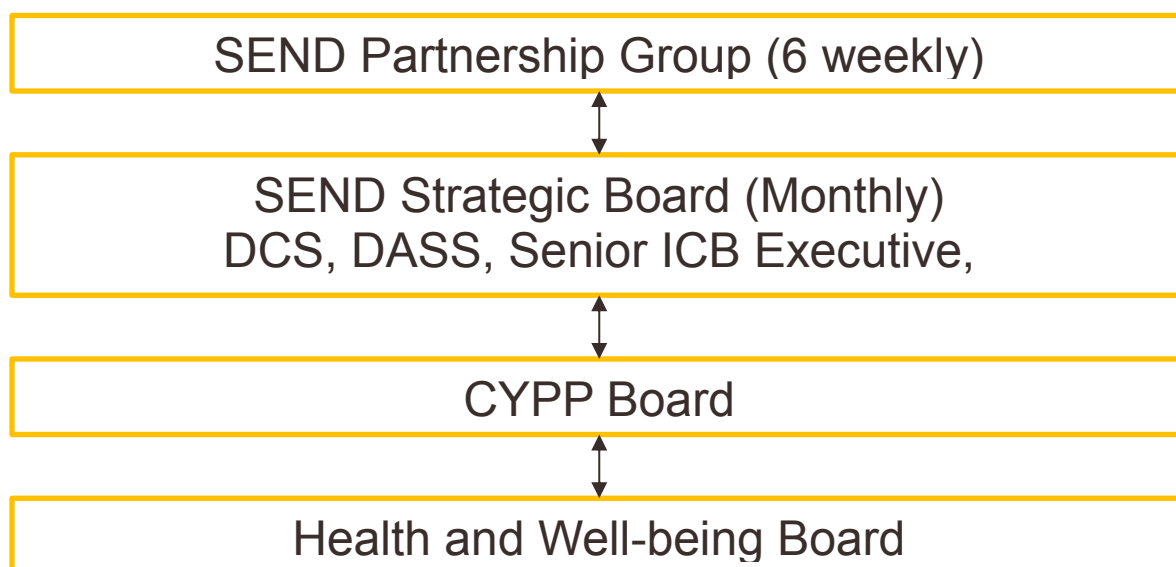 SEND Partnership Group (6 weekly)
SEND Strategic Board (Monthly)
DCS, DASS, Senior ICB Executive,
CYPP Board
Health and Well-being Board